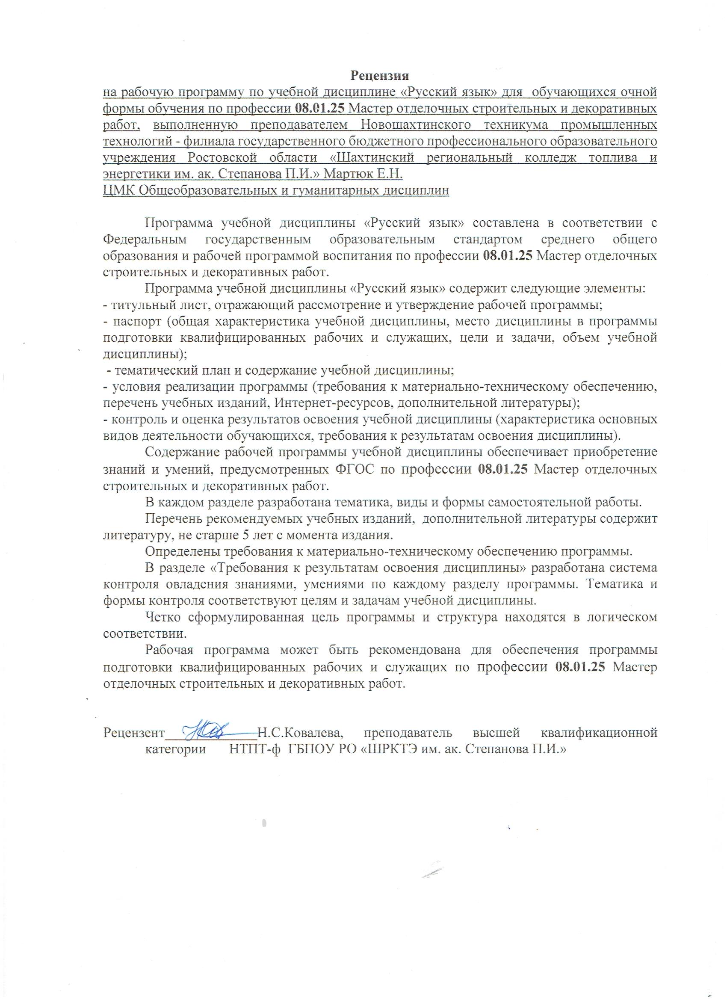 Рецензия
на рабочую программу по учебной дисциплине «Русский язык» для обучающихся очной
формы обучения по профессии 08.01.25 Мастер отделочных строительных и декоративных
работ, выполненную преподавателем Новошахтинского техникума промышленных
технологий - филиала государственного бюджетного профессионального образовательного
учреждения Ростовской области «Шахтинский региональный колледж топлива и
энергетики им. ак. Степанова П.И.» Мартюк Е.Н.
ЦМК Общеобразовательных и гуманитарных дисциплин
Программа учебной дисциплины «Русский язык» составлена в соответствии с
Федеральным государственным образовательным стандартом среднего общего
образования и рабочей программой воспитания по профессии 08.01.25 Мастер отделочных
строительных и декоративных работ.
Программа учебной дисциплины «Русский язык» содержит следующие элементы:
- титульный лист, отражающий рассмотрение и утверждение рабочей программы;
- паспорт (общая характеристика учебной дисциплины, место дисциплины в программы
подготовки квалифицированных рабочих и служащих, цели и задачи, объем учебной
дисциплины);
- тематический план и содержание учебной дисциплины;
- условия реализации программы (требования к материально-техническому обеспечению,
перечень учебных изданий, Интернет-ресурсов, дополнительной литературы);
- контроль и оценка результатов освоения учебной дисциплины (характеристика основных
видов деятельности обучающихся, требования к результатам освоения дисциплины).
Содержание рабочей программы учебной дисциплины обеспечивает приобретение
знаний и умений, предусмотренных ФГОС по профессии 08.01.25 Мастер отделочных
строительных и декоративных работ.
В каждом разделе разработана тематика, виды и формы самостоятельной работы.
Перечень рекомендуемых учебных изданий, дополнительной литературы содержит
литературу, не старше 5 лет с момента издания.
Определены требования к материально-техническому обеспечению программы.
В разделе «Требования к результатам освоения дисциплины» разработана система
контроля овладения знаниями, умениями по каждому разделу программы. Тематика и
формы контроля соответствуют целям и задачам учебной дисциплины.
Четко сформулированная цель программы и структура находятся в логическом
соответствии.
Рабочая программа может быть рекомендована для обеспечения программы
подготовки квалифицированных рабочих и служащих по профессии 08.01.25 Мастер
отделочных строительных и декоративных работ.
Рецензент_____________Н.С.Ковалева, преподаватель высшей квалификационной
категории НТПТ-ф ГБПОУ РО «ШРКТЭ им. ак. Степанова П.И.»